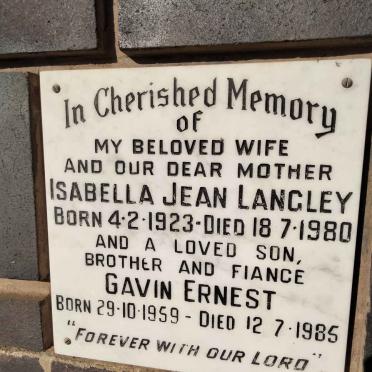 In Cherished Memory
of
MY BELOVED WIFE
AND OUR DEAR MOTHER
ISABELLA JEAN LANGLEY
BORN 4·2·1923-DIED 18 7·1980
AND A LOVED SON,
BROTHER AND FIANCE
GAVIN ERNEST
BORN 29·10·1959 - DIED 12 7·1985
"FOREVER WITH OUR LORD"